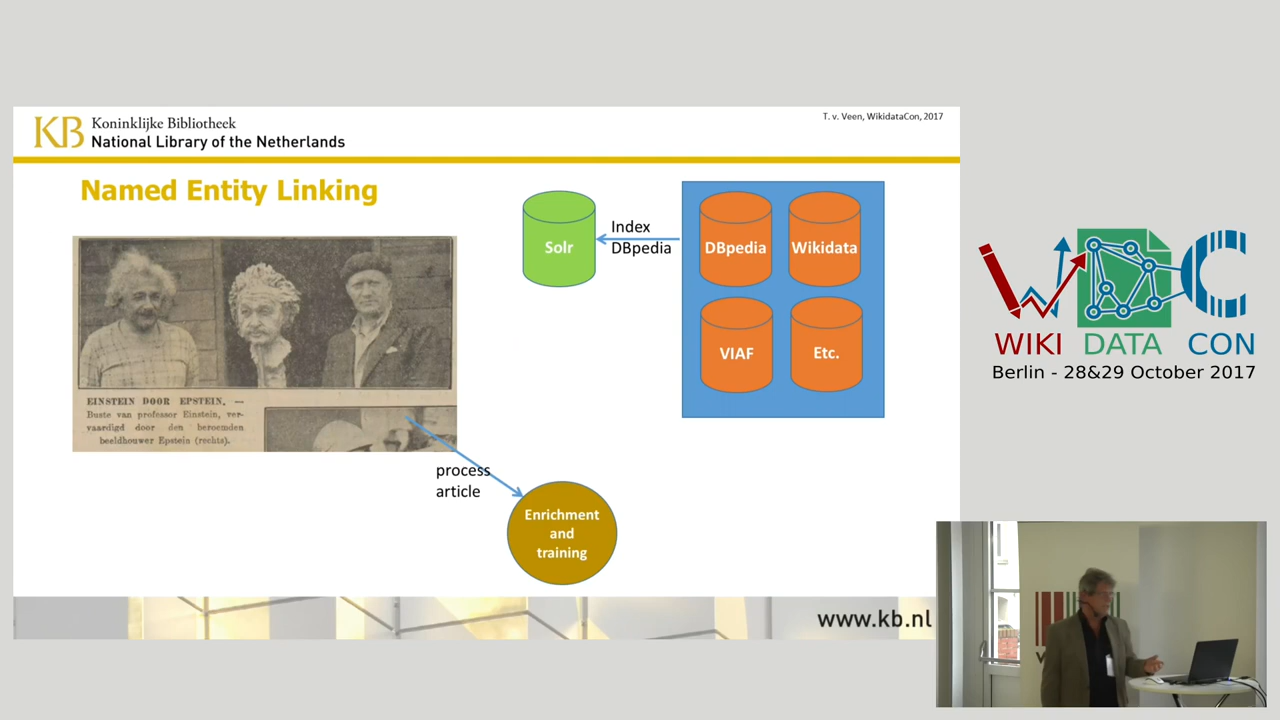 KB Koninklijke Bibliotheek
National Library of the Netherlands
T. v. Veen, WikidataCon, 2017
Named Entity Linking
EINSTEIN DOOR EPSTEIN. —
Buste van professor Einstein, ver-
vaardigd door den beroemden
beeldhouwer Epstein (rechts).
process
article
Enrichment
and
training
Solr
Index
DBpedia
DBpedia
Wikidata
VIAF
Etc.
www.kb.nl
WIKI DATA CON
Berlin - 28&29 October 2017